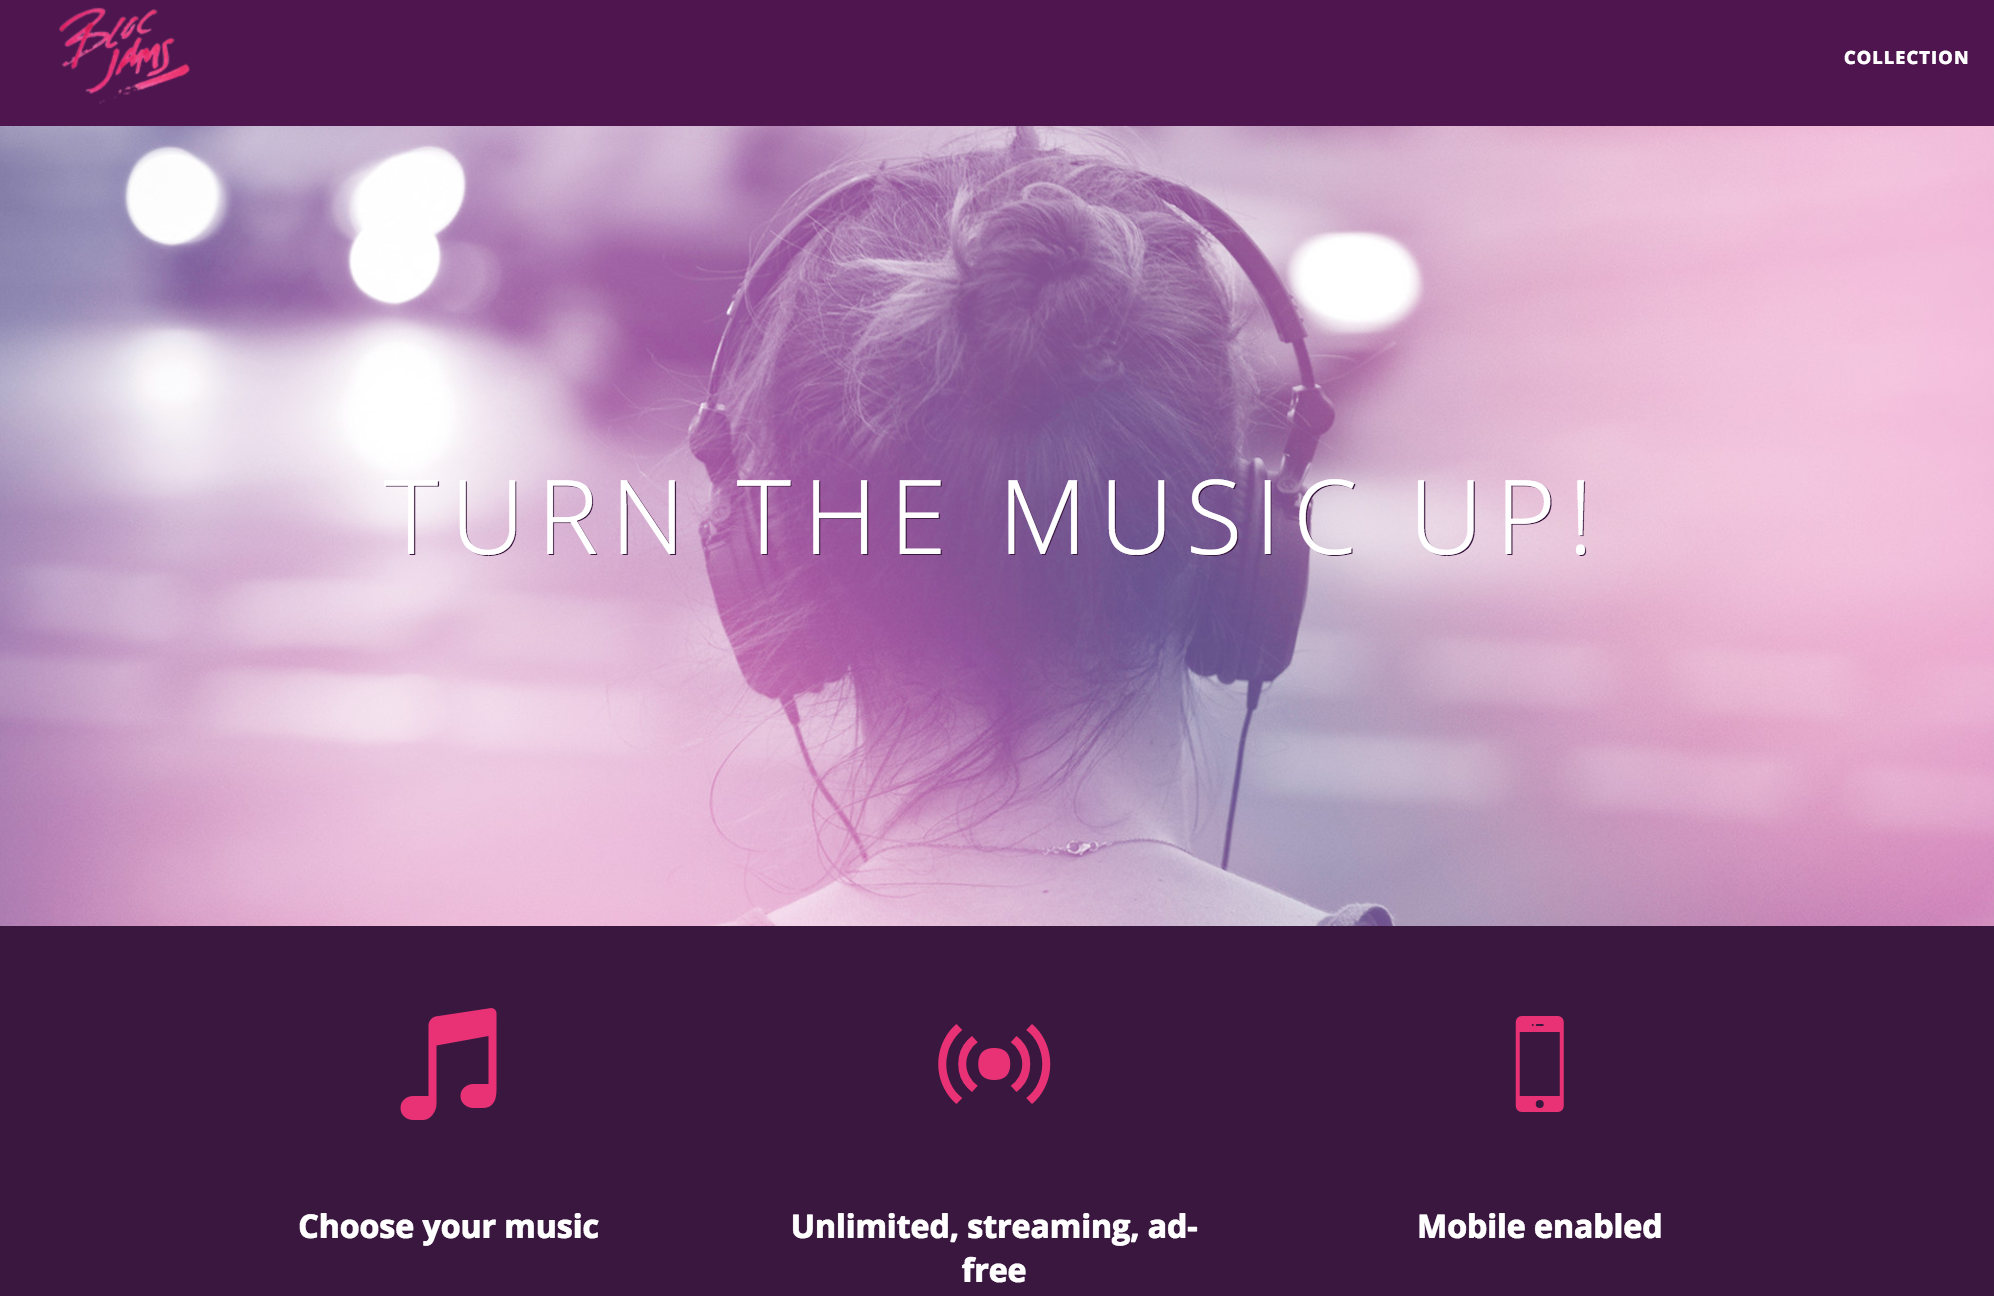 BLOC
JAMS
COLLECTION
TURN THE MUSIC UP!
Choose your music
Unlimited, streaming, ad-
free
Mobile enabled